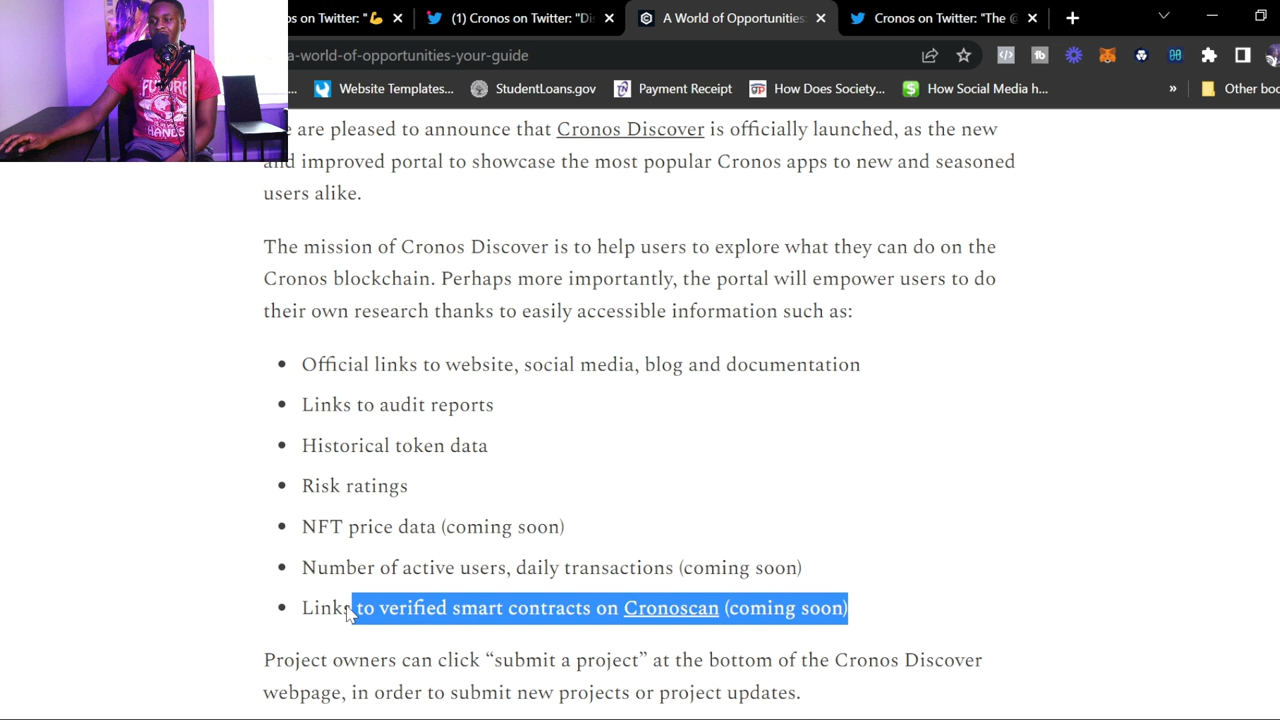 os on Twitter: "💪
(1) Cronos on Twitter: "Di
A World of Opportunities:
Cronos on Twitter: "The @
a-world-of-opportunities-your-guide
Website Templates...
StudentLoans.gov
Payment Receipt
How Does Society...
How Social Media h...
»
Other boo
FUTURE
HANDS
e are pleased to announce that Cronos Discover is officially launched, as the new
and improved portal to showcase the most popular Cronos apps to new and seasoned
users alike.
The mission of Cronos Discover is to help users to explore what they can do on the
Cronos blockchain. Perhaps more importantly, the portal will empower users to do
their own research thanks to easily accessible information such as:
• Official links to website, social media, blog and documentation
• Links to audit reports
• Historical token data
• Risk ratings
• NFT price data (coming soon)
• Number of active users, daily transactions (coming soon)
• Links to verified smart contracts on Cronoscan (coming soon)
Project owners can click “submit a project” at the bottom of the Cronos Discover
webpage, in order to submit new projects or project updates.